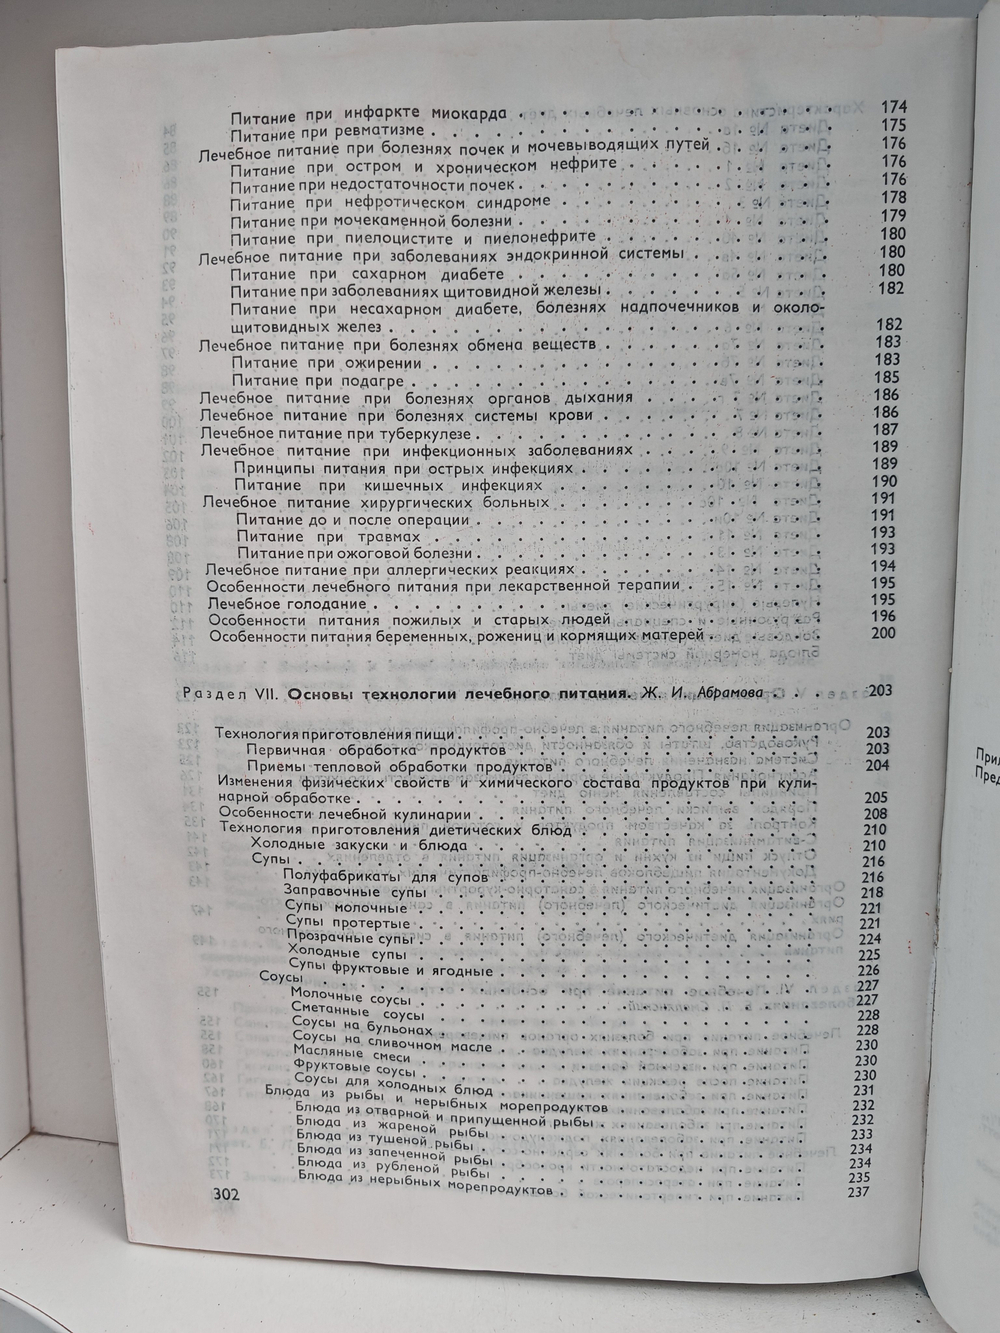 Питание при инфаркте миокарда . . . . . . . . . . . . . . . . 174
Питание при ревматизме . . . . . . . . . . . . . . . . . . . . 175
Лечебное питание при болезнях почек и мочевыводящих путей . . . . . . 176
Питание при остром и хроническом нефрите . . . . . . . . . . . 176
Питание при недостаточности почек . . . . . . . . . . . . . . . 176
Питание при нефротическом синдроме . . . . . . . . . . . . . . 178
Питание при мочекаменной болезни . . . . . . . . . . . . . . . 179
Питание при пиелоцистите и пиелонефрите . . . . . . . . . . . . 180
Лечебное питание при заболеваниях эндокринной системы . . . . . . . 180
Питание при сахарном диабете . . . . . . . . . . . . . . . . . 180
Питание при заболеваниях щитовидной железы . . . . . . . . . . . 182
Питание при несахарном диабете, болезнях надпочечников и около-
щитовидных желез . . . . . . . . . . . . . . . . . . . . . . 182
Лечебное питание при болезнях обмена веществ . . . . . . . . . . . 183
Питание при ожирении . . . . . . . . . . . . . . . . . . . . . 183
Питание при подагре . . . . . . . . . . . . . . . . . . . . . 185
Лечебное питание при болезнях органов дыхания . . . . . . . . . . 186
Лечебное питание при болезнях системы крови . . . . . . . . . . . 186
Лечебное питание при туберкулезе . . . . . . . . . . . . . . . . 187
Лечебное питание при инфекционных заболеваниях . . . . . . . . . . 189
Принципы питания при острых инфекциях . . . . . . . . . . . . . 189
Питание при кишечных инфекциях . . . . . . . . . . . . . . . 190
Лечебное питание хирургических больных . . . . . . . . . . . . . 191
Питание до и после операции . . . . . . . . . . . . . . . . . 191
Питание при травмах . . . . . . . . . . . . . . . . . . . . . 193
Питание при ожоговой болезни . . . . . . . . . . . . . . . . . 193
Лечебное питание при аллергических реакциях . . . . . . . . . . . 194
Особенности лечебного питания при лекарственной терапии . . . . . . . 195
Лечебное голодание . . . . . . . . . . . . . . . . . . . . . . 195
Особенности питания пожилых и старых людей . . . . . . . . . . . 196
Особенности питания беременных, рожениц и кормящих матерей . . . . . . 200
Раздел VII. Основы технологии лечебного питания. Ж. И. Абрамова . . . 203
Технология приготовления пищи . . . . . . . . . . . . . . . . . 203
Первичная обработка продуктов . . . . . . . . . . . . . . . . 203
Приемы тепловой обработки продуктов . . . . . . . . . . . . . . 204
Изменения физических свойств и химического состава продуктов при кули-
нарной обработке . . . . . . . . . . . . . . . . . . . . . . 205
Особенности лечебной кулинарии . . . . . . . . . . . . . . . . 208
Технология приготовления диетических блюд . . . . . . . . . . . . 210
Холодные закуски и блюда . . . . . . . . . . . . . . . . . . 210
Супы . . . . . . . . . . . . . . . . . . . . . . . . . . . 216
Полуфабрикаты для супов . . . . . . . . . . . . . . . . . . 216
Заправочные супы . . . . . . . . . . . . . . . . . . . . . 218
Супы молочные . . . . . . . . . . . . . . . . . . . . . . 221
Супы протертые . . . . . . . . . . . . . . . . . . . . . . 221
Прозрачные супы . . . . . . . . . . . . . . . . . . . . . 224
Холодные супы . . . . . . . . . . . . . . . . . . . . . . 225
Супы фруктовые и ягодные . . . . . . . . . . . . . . . . . 226
Соусы . . . . . . . . . . . . . . . . . . . . . . . . . . 227
Молочные соусы . . . . . . . . . . . . . . . . . . . . . 227
Сметанные соусы . . . . . . . . . . . . . . . . . . . . . 228
Соусы на бульонах . . . . . . . . . . . . . . . . . . . . 228
Соусы на сливочном масле . . . . . . . . . . . . . . . . . 230
Масляные смеси . . . . . . . . . . . . . . . . . . . . . 230
Фруктовые соусы . . . . . . . . . . . . . . . . . . . . . 230
Соусы для холодных блюд . . . . . . . . . . . . . . . . . 231
Блюда из рыбы и нерыбных морепродуктов . . . . . . . . . . . 232
Блюда из отварной и припущенной рыбы . . . . . . . . . . . . 232
Блюда из жареной рыбы . . . . . . . . . . . . . . . . . . 233
Блюда из тушеной рыбы . . . . . . . . . . . . . . . . . . 234
Блюда из запеченной рыбы . . . . . . . . . . . . . . . . . 234
Блюда из рубленой рыбы . . . . . . . . . . . . . . . . . . 235
Блюда из нерыбных морепродуктов . . . . . . . . . . . . . . 237
302